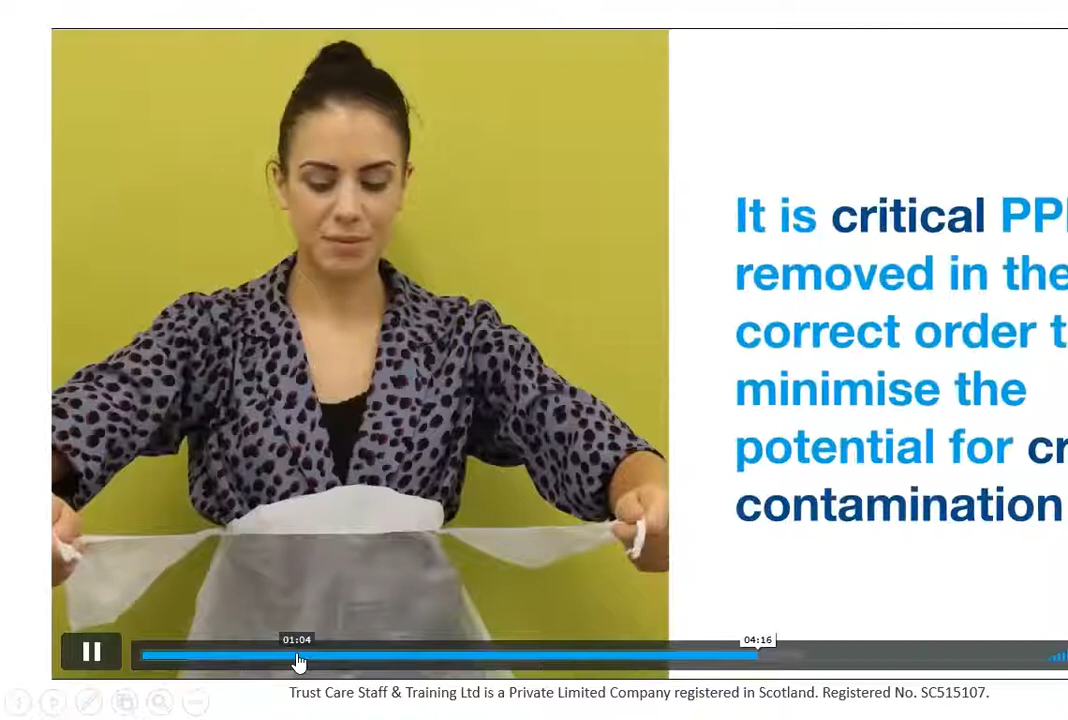 It is critical PP
removed in the
correct order t
minimise the
potential for cr
contamination
01:04
04:16
Trust Care Staff & Training Ltd is a Private Limited Company registered in Scotland. Registered No. SC515107.